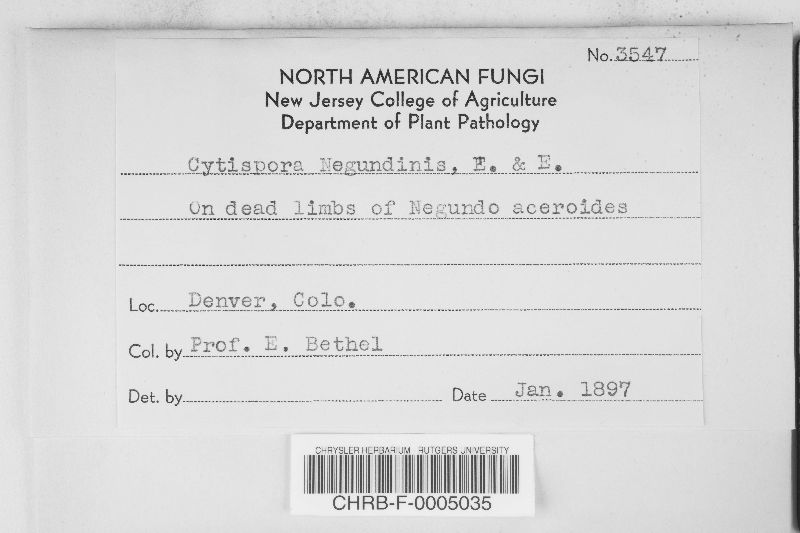 No. 3547
NORTH AMERICAN FUNGI
New Jersey College of Agriculture
Department of Plant Pathology
Cytispora Negundinis, E. & E.
On dead limbs of Negundo aceroides
Loc. Denver, Colo.
Col. by Prof. E. Bethel
Det. by
Date Jan. 1897
CHRYSLER HERBARIUM RUTGERS UNIVERSITY
CHRB-F-0005035